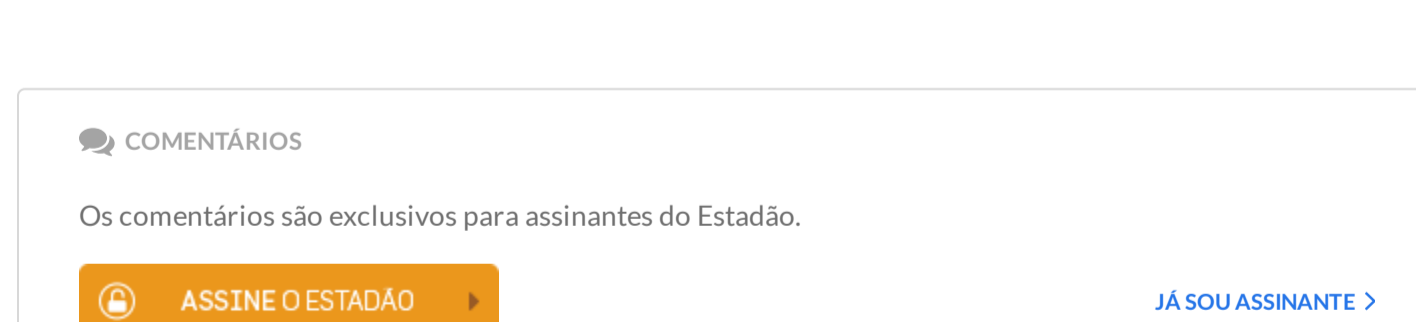 COMENTÁRIOS
Os comentários são exclusivos para assinantes do Estadão.
ASSINE O ESTADÃO
JÁ SOU ASSINANTE